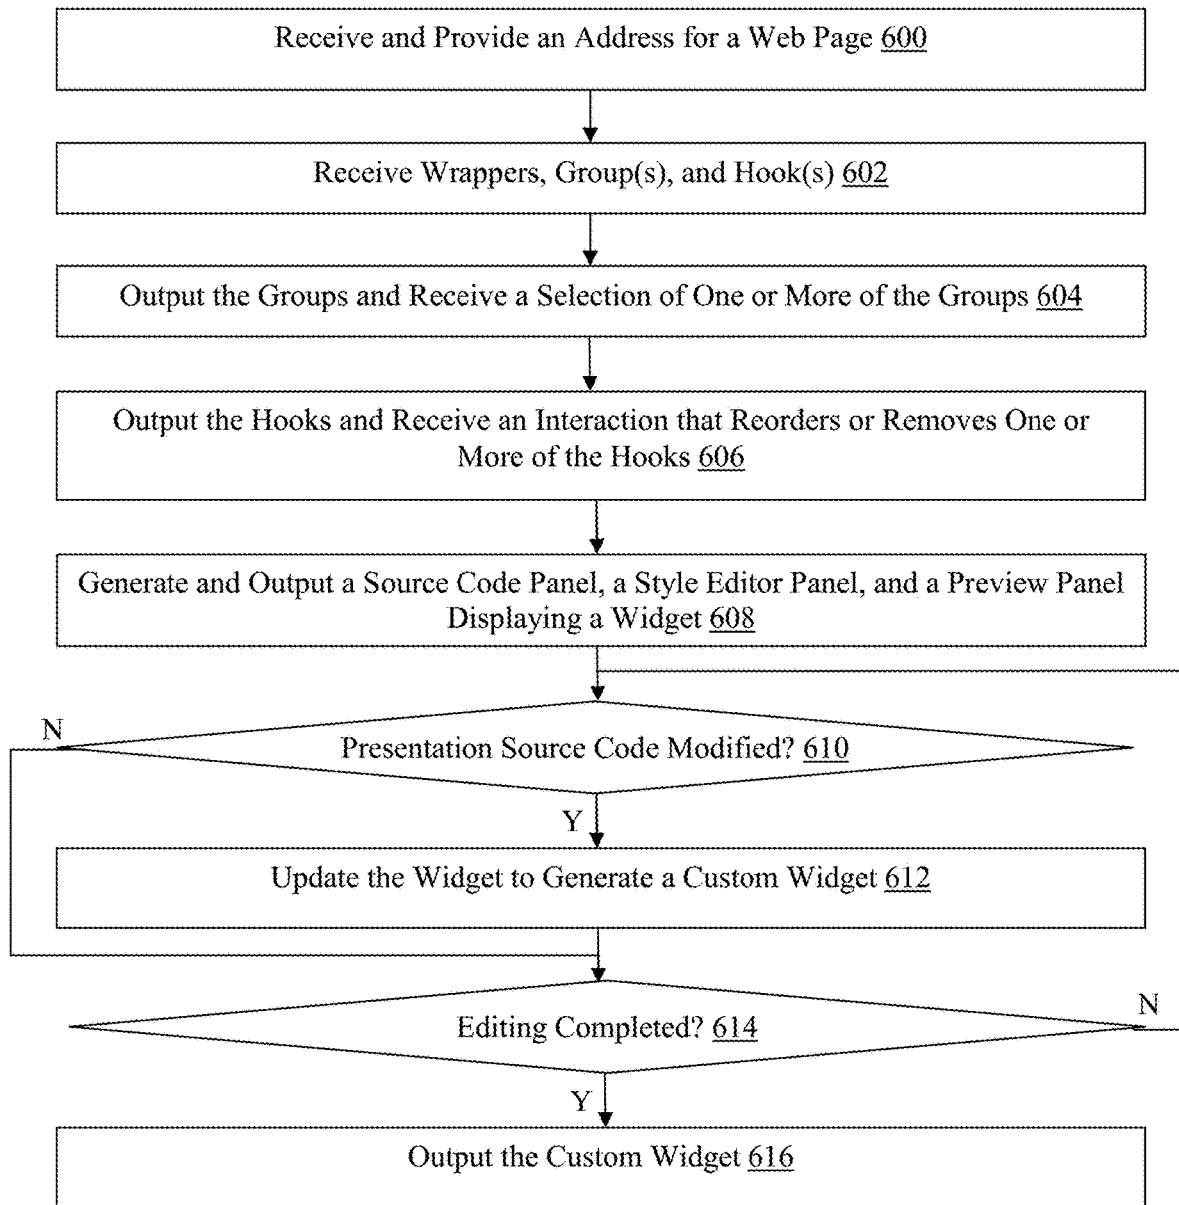 Receive and Provide an Address for a Web Page 600
Receive Wrappers, Group(s), and Hook(s) 602
Output the Groups and Receive a Selection of One or More of the Groups 604
Output the Hooks and Receive an Interaction that Reorders or Removes One or
More of the Hooks 606
Generate and Output a Source Code Panel, a Style Editor Panel, and a Preview Panel
Displaying a Widget 608
N
Presentation Source Code Modified? 610
Y
Update the Widget to Generate a Custom Widget 612
N
Editing Completed? 614
Y
Output the Custom Widget 616